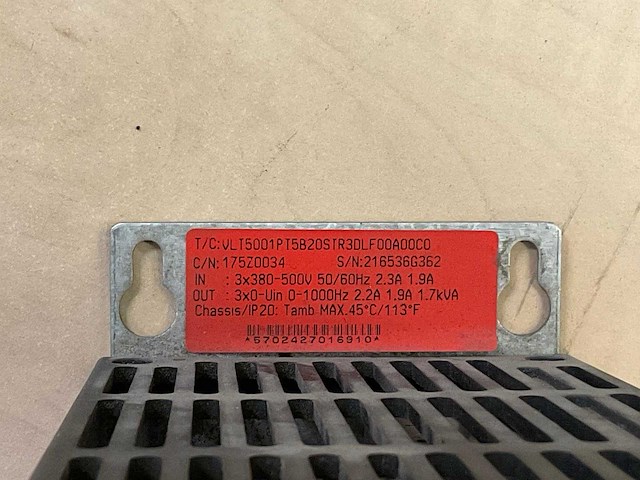 T/C:VLT5001PT5B20STR3DLF00A00C0
C/N:175Z0034 S/N:216536G362
IN : 3x380-500V 50/60Hz 2.3A 1.9A
OUT : 3x0-Uin 0-1000Hz 2.2A 1.9A 1.7kVA
Chassis/IP20: Tamb MAX.45°C/113°F
*5702427016910*